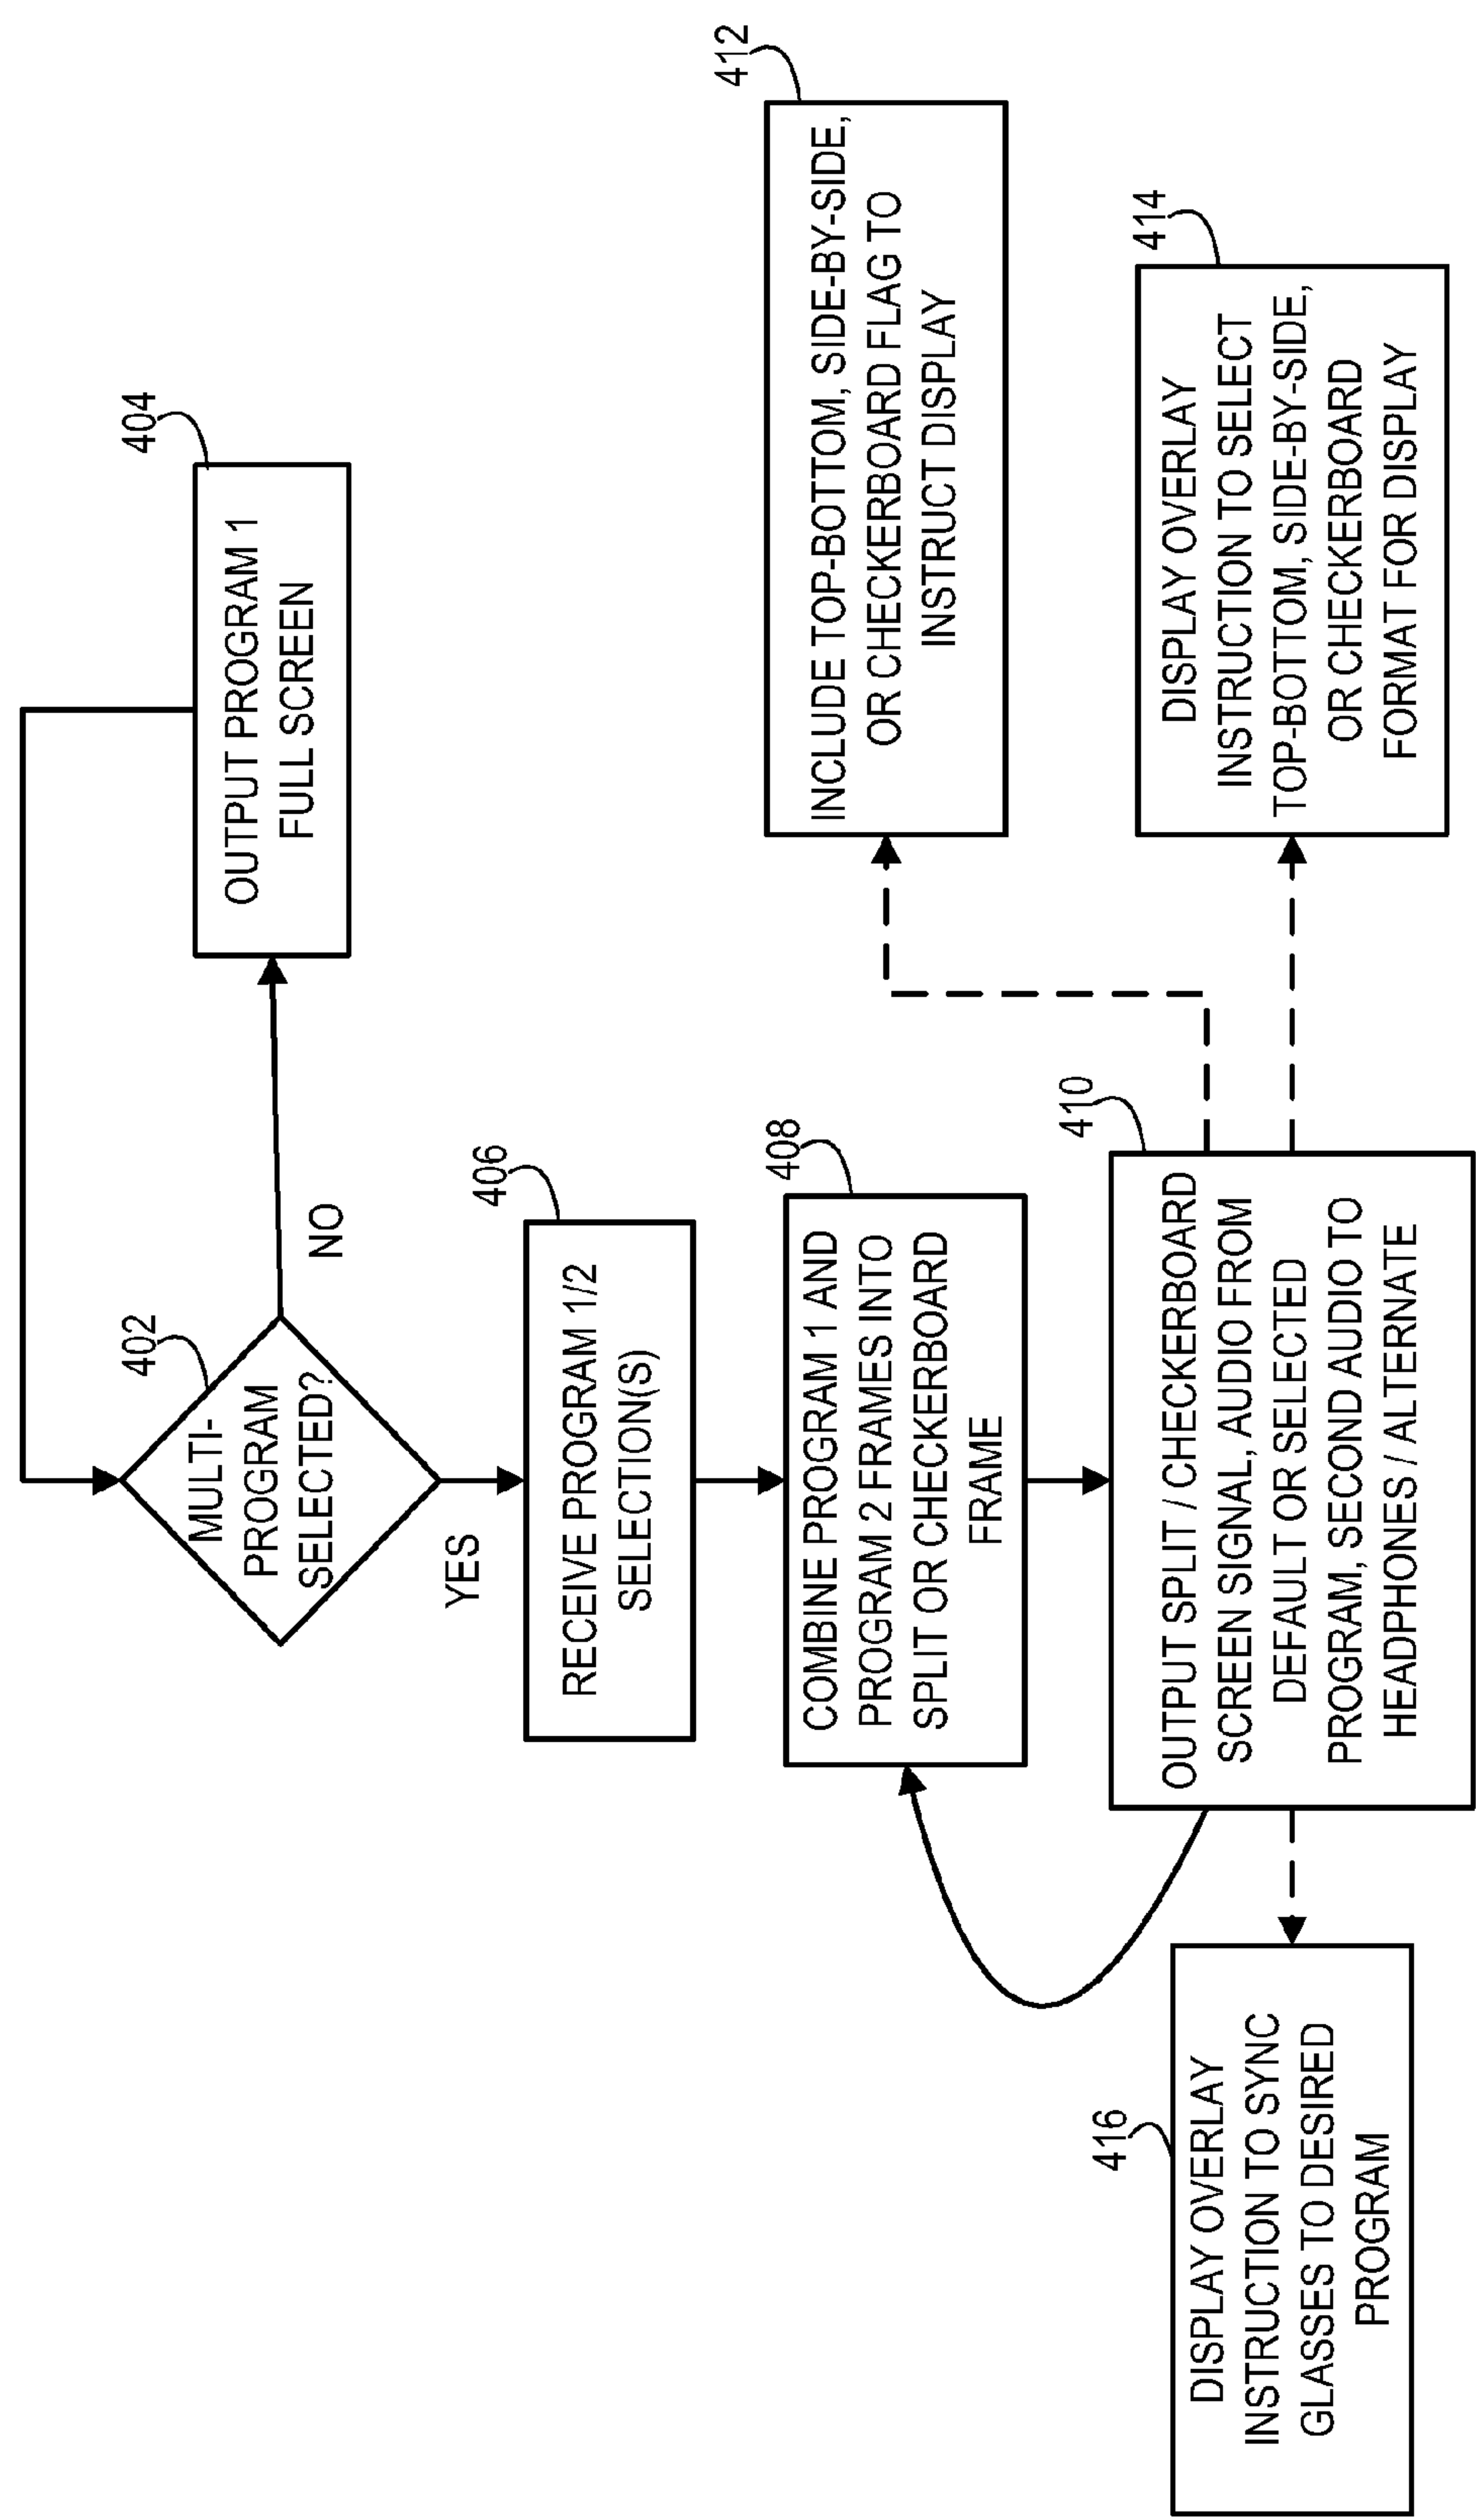 402
MULTI-
PROGRAM
SELECTED?
NO
YES
404
OUTPUT PROGRAM 1
FULL SCREEN
406
RECEIVE PROGRAM 1/2
SELECTION(S)
408
COMBINE PROGRAM 1 AND
PROGRAM 2 FRAMES INTO
SPLIT OR CHECKERBOARD
FRAME
410
OUTPUT SPLIT / CHECKERBOARD
SCREEN SIGNAL, AUDIO FROM
DEFAULT OR SELECTED
PROGRAM, SECOND AUDIO TO
HEADPHONES / ALTERNATE
412
INCLUDE TOP-BOTTOM, SIDE-BY-SIDE,
OR CHECKERBOARD FLAG TO
INSTRUCT DISPLAY
414
DISPLAY OVERLAY
INSTRUCTION TO SELECT
TOP-BOTTOM, SIDE-BY-SIDE,
OR CHECKERBOARD
FORMAT FOR DISPLAY
416
DISPLAY OVERLAY
INSTRUCTION TO SYNC
GLASSES TO DESIRED
PROGRAM